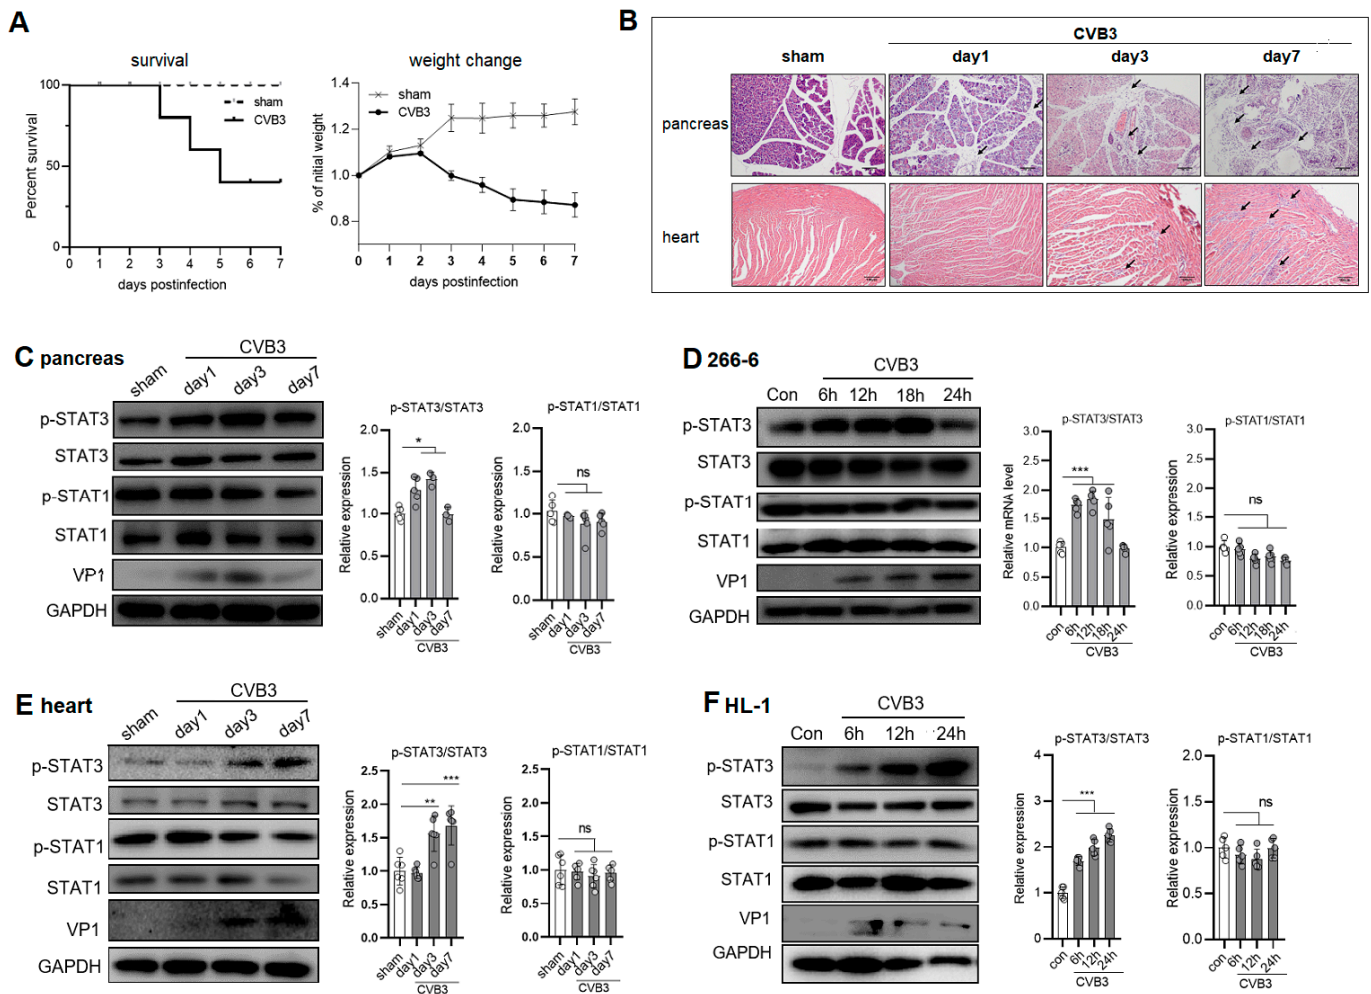 A
survival
Percent survival
100
50
0
sham
CVB3
0 1 2 3 4 5 6 7
days postinfection
weight change
% of nitial weight
1.4
1.2
1.0
0.8
sham
CVB3
0 1 2 3 4 5 6 7
days postinfection
B
CVB3
sham day1 day3 day7
pancreas
heart
C pancreas
CVB3
sham day1 day3 day7
p-STAT3
STAT3
p-STAT1
STAT1
VP1
GAPDH
p-STAT3/STAT3
Relative expression
2.0
1.5
1.0
0.5
0.0
*
sham day1 day3 day7
CVB3
p-STAT1/STAT1
Relative expression
2.0
1.5
1.0
0.5
0.0
ns
sham day1 day3 day7
CVB3
D 266-6
CVB3
Con 6h 12h 18h 24h
p-STAT3
STAT3
p-STAT1
STAT1
VP1
GAPDH
p-STAT3/STAT3
Relative mRNA level
3.0
2.5
2.0
1.5
1.0
0.5
0.0
***
con 6h 12h 18h 24h
CVB3
p-STAT1/STAT1
Relative expression
3.0
2.5
2.0
1.5
1.0
0.5
0.0
ns
con 6h 12h 18h 24h
CVB3
E heart
CVB3
sham day1 day3 day7
p-STAT3
STAT3
p-STAT1
STAT1
VP1
GAPDH
p-STAT3/STAT3
Relative expression
2.5
2.0
1.5
1.0
0.5
0.0
***
**
sham day1 day3 day7
CVB3
p-STAT1/STAT1
Relative expression
2.5
2.0
1.5
1.0
0.5
0.0
ns
sham day1 day3 day7
CVB3
F HL-1
CVB3
Con 6h 12h 24h
p-STAT3
STAT3
p-STAT1
STAT1
VP1
GAPDH
p-STAT3/STAT3
Relative expression
4
3
2
1
0
***
con 6h 12h 24h
CVB3
p-STAT1/STAT1
Relative expression
2.0
1.5
1.0
0.5
0.0
ns
con 6h 12h 24h
CVB3